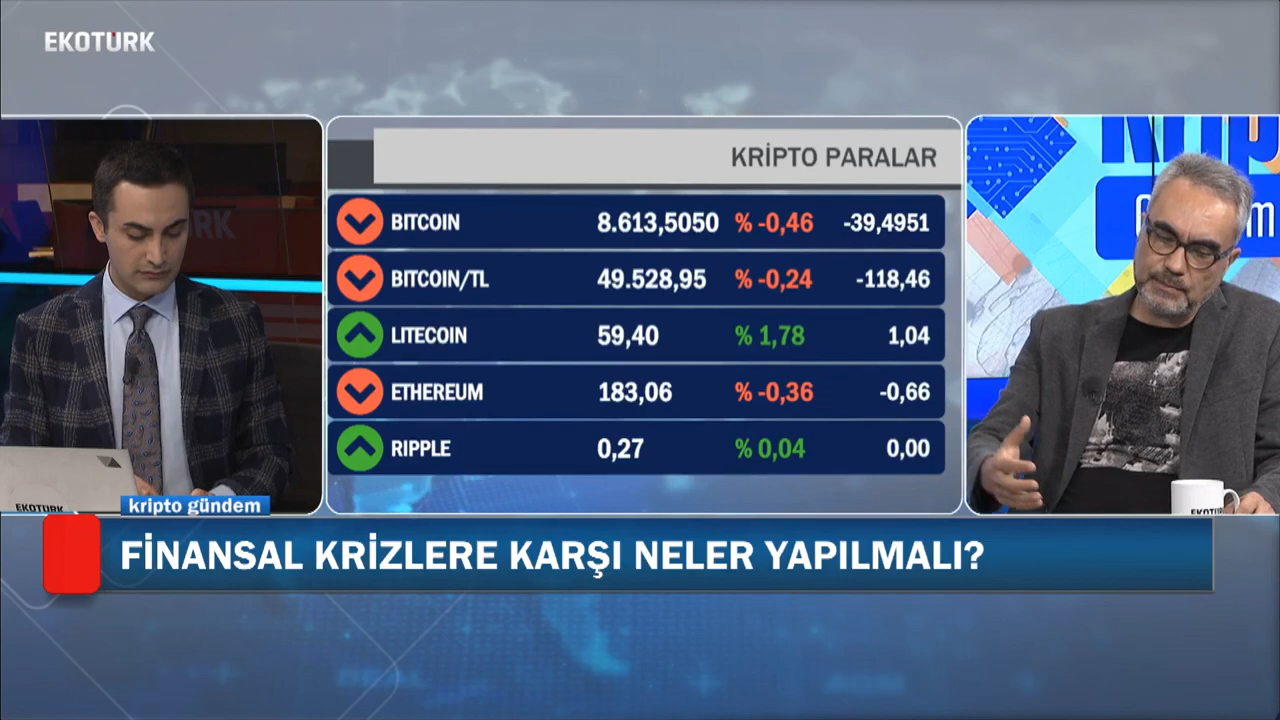 EKOTÜRK
KRİPTO PARALAR
BITCOIN 8.613,5050 % -0,46 -39,4951
BITCOIN/TL 49.528,95 % -0,24 -118,46
LITECOIN 59,40 % 1,78 1,04
ETHEREUM 183,06 % -0,36 -0,66
RIPPLE 0,27 % 0,04 0,00
EKOTÜRK
kripto gündem
FİNANSAL KRİZLERE KARŞI NELER YAPILMALI?